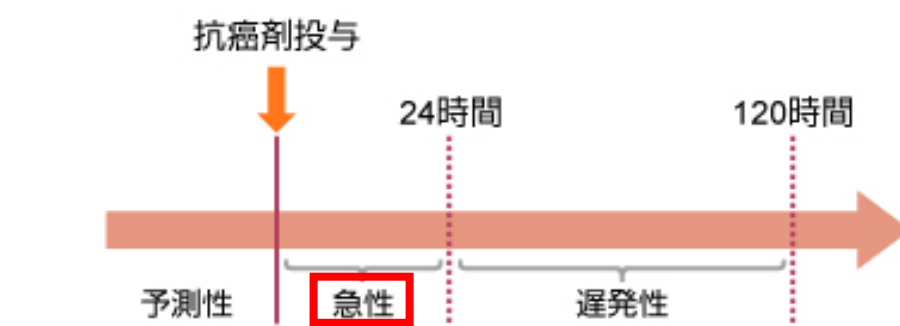 抗癌剤投与
24時間
120時間
予測性
急性
遅発性